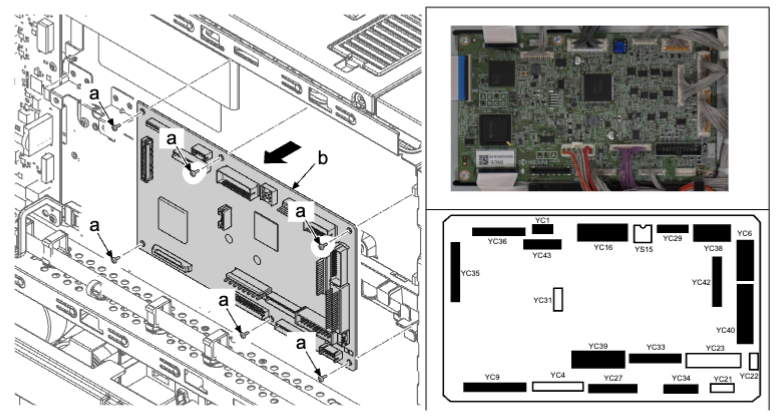 a
a
b
a
a
a
a
YC1
YC36
YC43
YC16
YS15
YC29
YC38
YC6
YC35
YC42
YC31
YC40
YC39
YC33
YC23
YC22
YC9
YC4
YC27
YC34
YC21